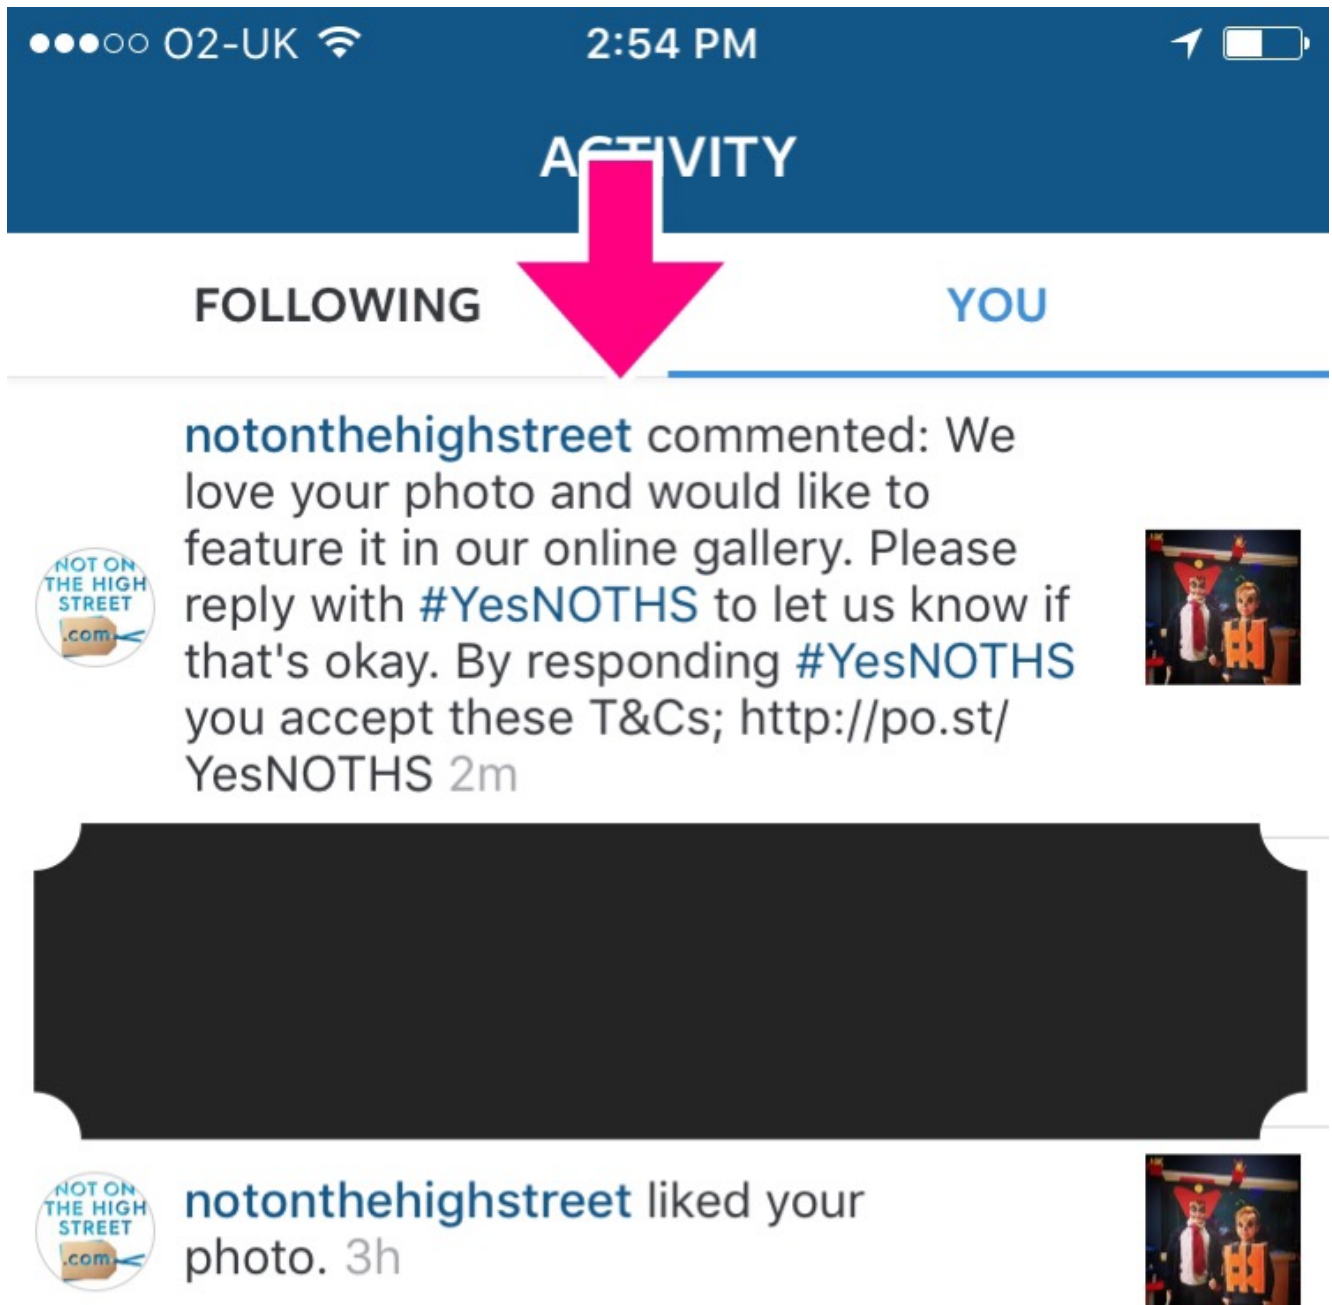 ●●●○○ O2-UK 2:54 PM
ACTIVITY
FOLLOWING YOU
notonthehighstreet commented: We
love your photo and would like to
feature it in our online gallery. Please
reply with #YesNOTHS to let us know if
that's okay. By responding #YesNOTHS
you accept these T&Cs; http://po.st/
YesNOTHS 2m
NOT ON
THE HIGH
STREET
.com
notonthehighstreet liked your
photo. 3h
NOT ON
THE HIGH
STREET
.com